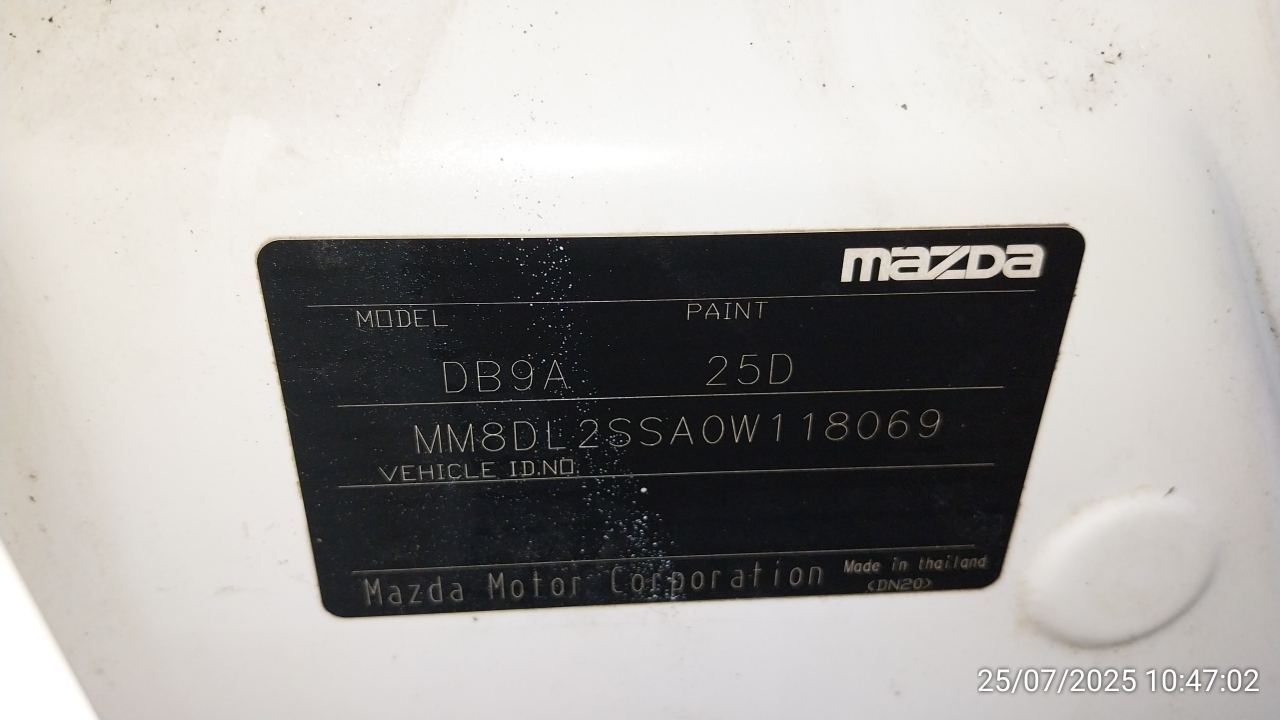 mazda
MODEL PAINT
DB9A 25D
MM8DL2SSA0W118069
VEHICLE ID.NO.
Mazda Motor Corporation Made in thailand
<DN20>
25/07/2025 10:47:02